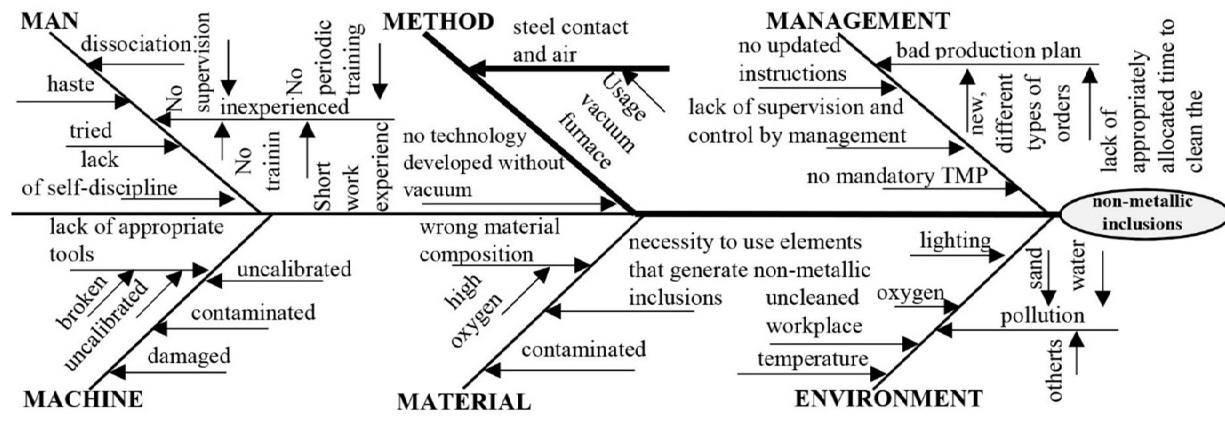 MAN
dissociation
haste
tried
lack
of self-discipline
No
supervision
No
periodic
training
inexperienced
No
trainin
Short
work
experienc
METHOD
steel contact
and air
Usage
vacuum
furnace
no technology
developed without
vacuum
MANAGEMENT
no updated
instructions
lack of supervision and
control by management
no mandatory TMP
bad production plan
new,
different
types of
orders
lack of
appropriately
allocated time to
clean the
non-metallic
inclusions
lack of appropriate
tools
broken
uncalibrated
uncalibrated
contaminated
damaged
MACHINE
wrong material
composition
high
oxygen
necessity to use elements
that generate non-metallic
inclusions
contaminated
MATERIAL
lighting
oxygen
uncleaned
workplace
temperature
sand
water
pollution
otherts
ENVIRONMENT